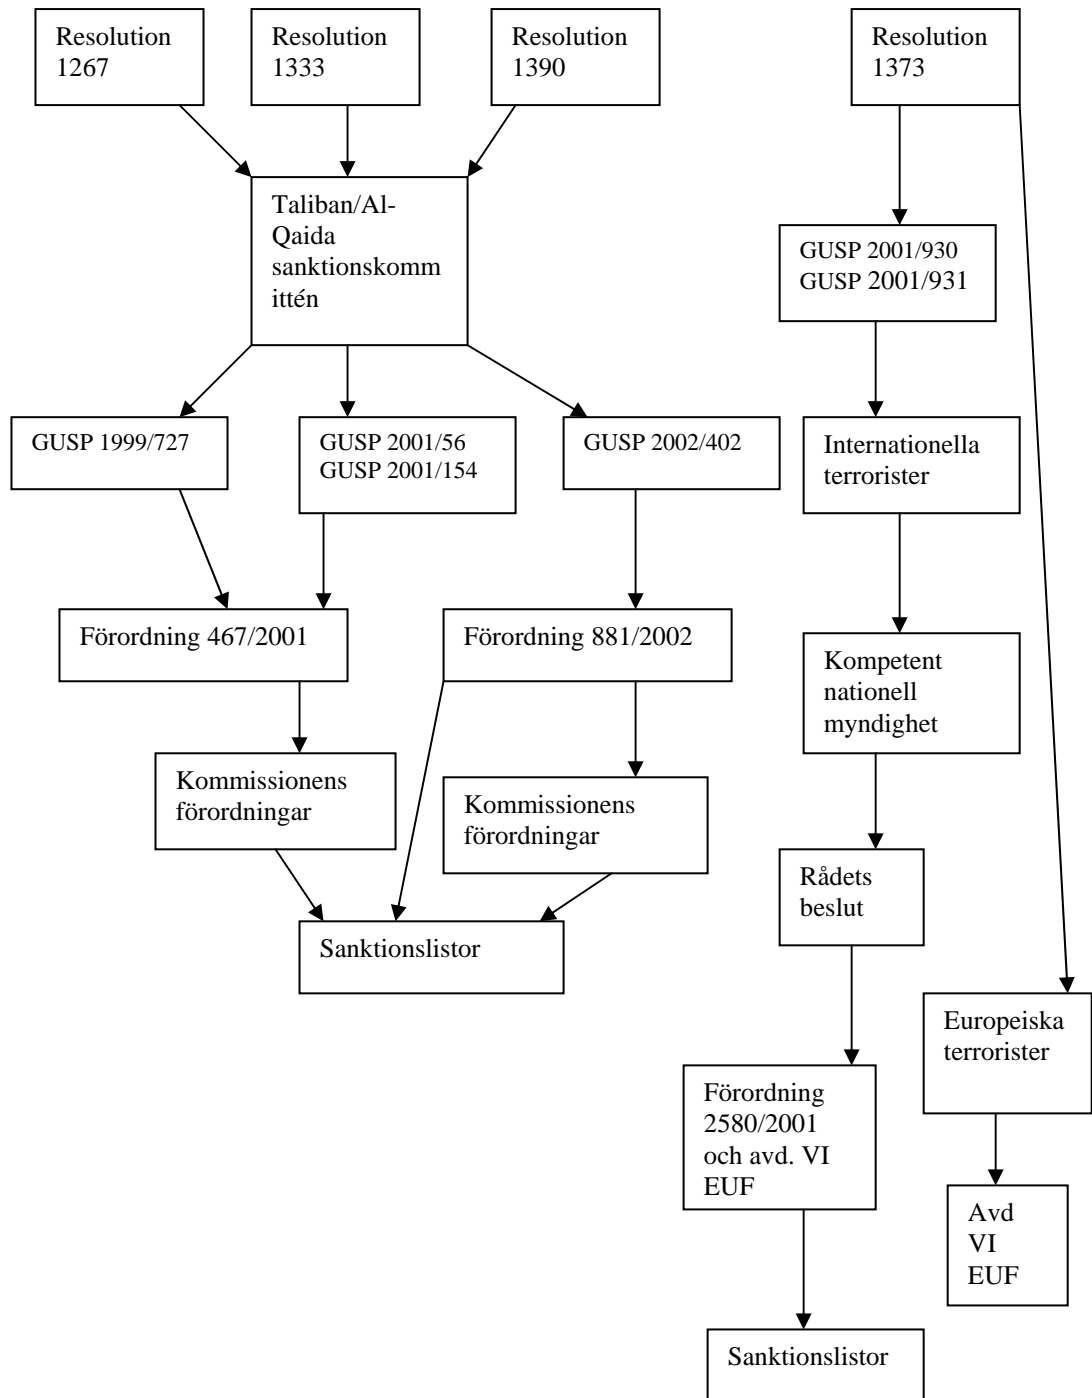 Resolution
1267
Resolution
1333
Resolution
1390
Resolution
1373
Taliban/Al-
Qaida
sanktionskomm
ittén
GUSP 2001/930
GUSP 2001/931
GUSP 1999/727
GUSP 2001/56
GUSP 2001/154
GUSP 2002/402
Internationella
terrorister
Förordning 467/2001
Förordning 881/2002
Kompetent
nationell
myndighet
Kommissionens
förordningar
Kommissionens
förordningar
Rådets
beslut
Sanktionslistor
Europeiska
terrorister
Förordning
2580/2001
och avd. VI
EUF
Avd
VI
EUF
Sanktionslistor